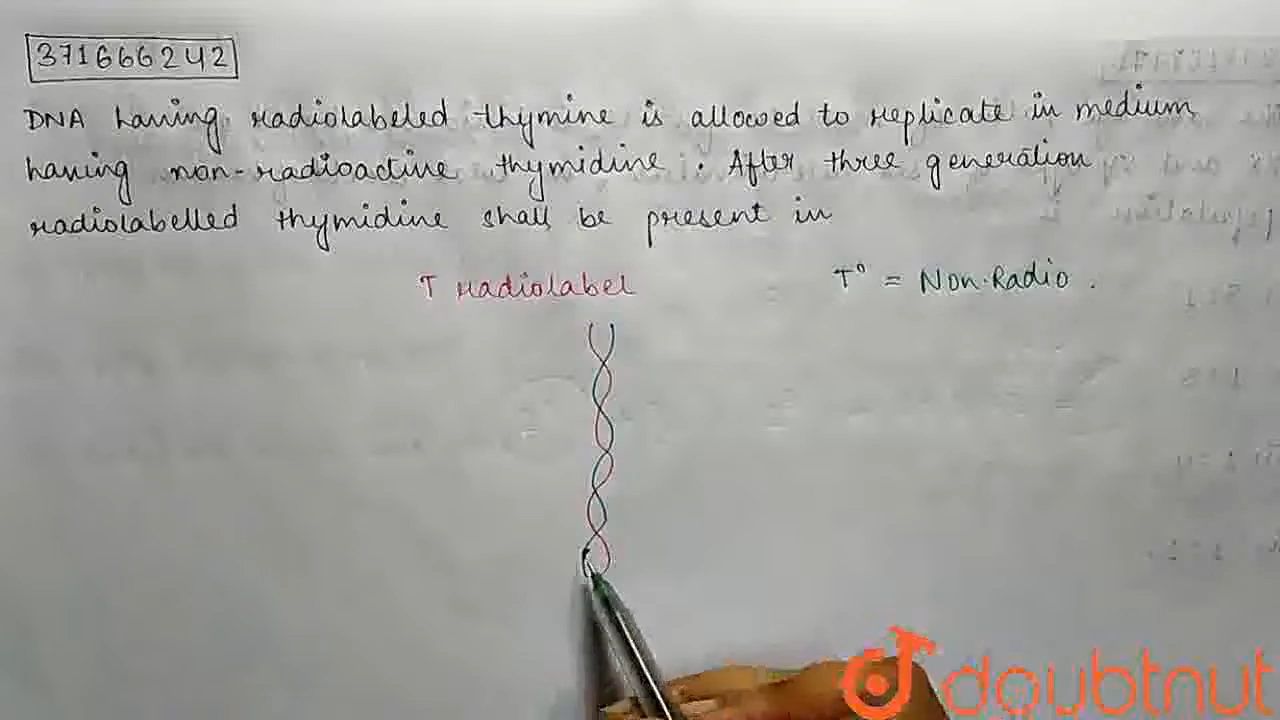 371666242
DNA having radiolabeled thymine is allowed to replicate in medium
having non-radioactive thymidine. After three generation
radiolabelled thymidine shall be present in
T radiolabel
T° = Non.Radio.
doubtnut